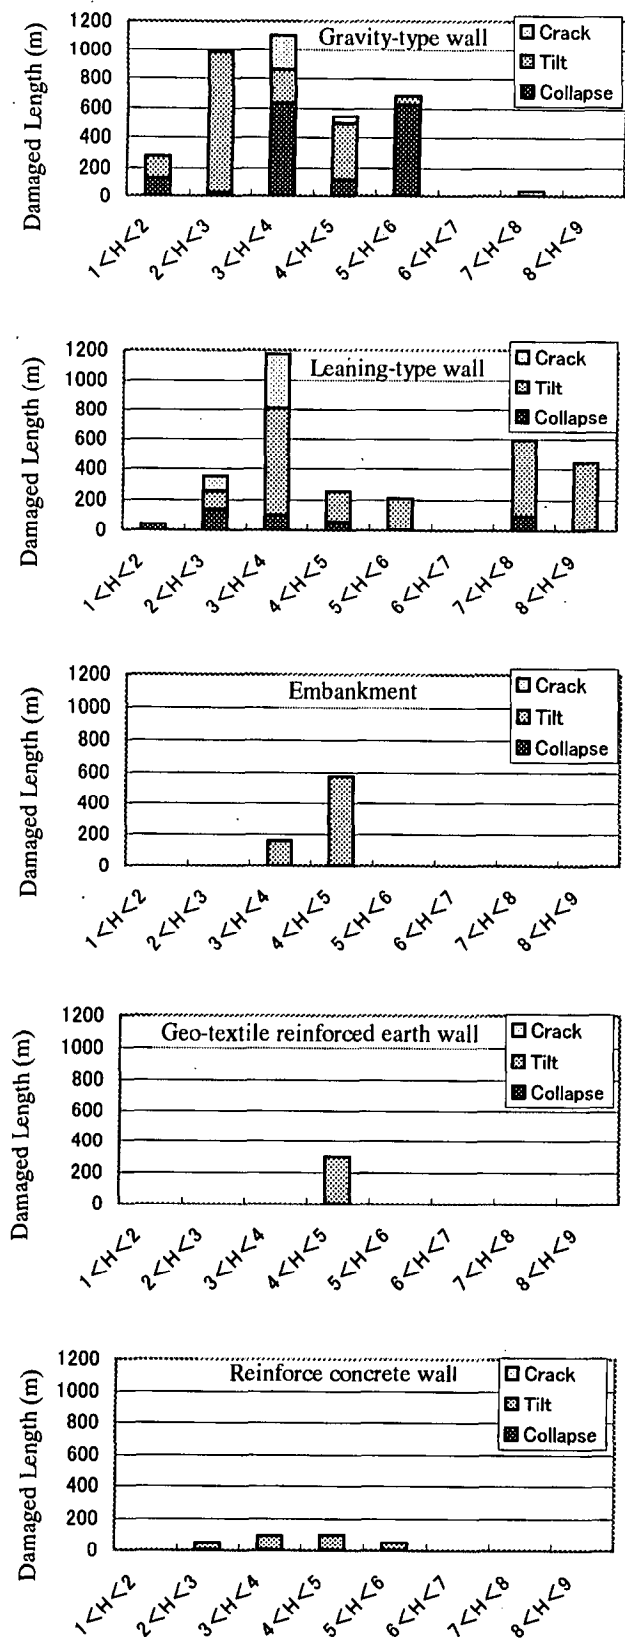 Gravity-type wall
Crack
Tilt
Collapse
Damaged Length (m)
1200
1000
800
600
400
200
0
1<H<2
2<H<3
3<H<4
4<H<5
5<H<6
6<H<7
7<H<8
8<H<9
Leaning-type wall
Crack
Tilt
Collapse
Damaged Length (m)
1200
1000
800
600
400
200
0
1<H<2
2<H<3
3<H<4
4<H<5
5<H<6
6<H<7
7<H<8
8<H<9
Embankment
Crack
Tilt
Collapse
Damaged Length (m)
1200
1000
800
600
400
200
0
1<H<2
2<H<3
3<H<4
4<H<5
5<H<6
6<H<7
7<H<8
8<H<9
Geo-textile reinforced earth wall
Crack
Tilt
Collapse
Damaged Length (m)
1200
1000
800
600
400
200
0
1<H<2
2<H<3
3<H<4
4<H<5
5<H<6
6<H<7
7<H<8
8<H<9
Reinforce concrete wall
Crack
Tilt
Collapse
Damaged Length (m)
1200
1000
800
600
400
200
0
1<H<2
2<H<3
3<H<4
4<H<5
5<H<6
6<H<7
7<H<8
8<H<9